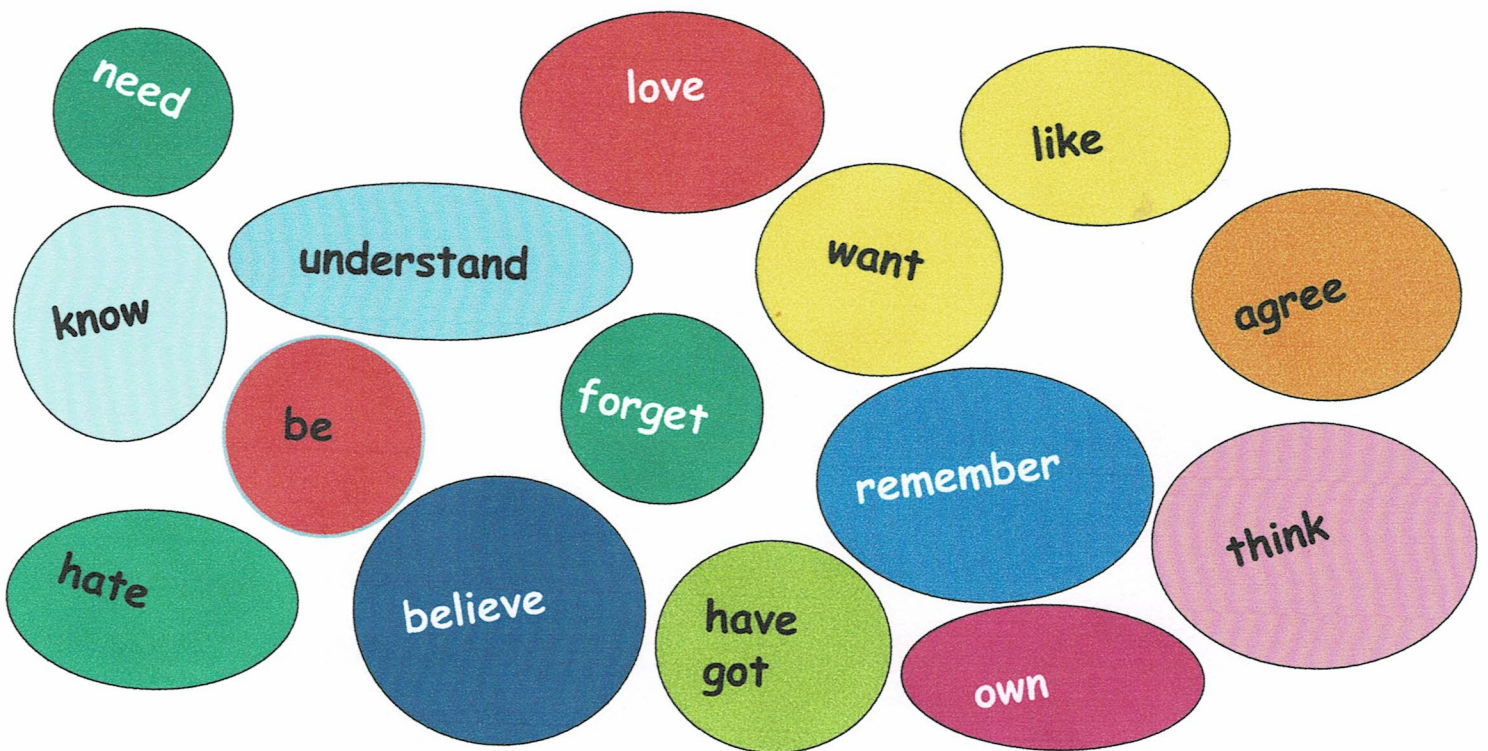 need
love
like
understand
want
know
agree
be
forget
remember
think
hate
believe
have
got
own